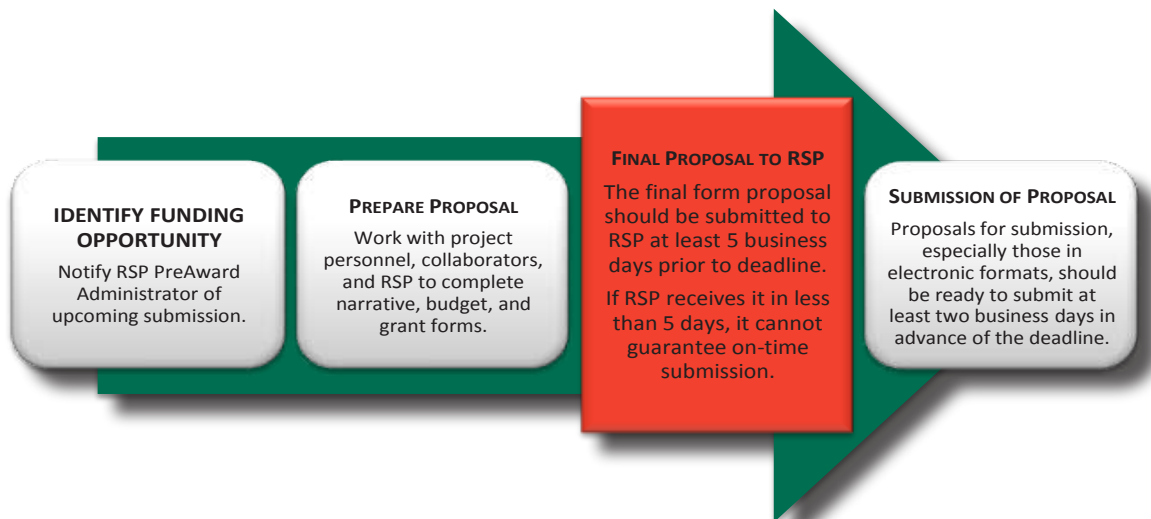 IDENTIFY FUNDING
OPPORTUNITY
Notify RSP PreAward
Administrator of
upcoming submission.
PREPARE PROPOSAL
Work with project
personnel, collaborators,
and RSP to complete
narrative, budget, and
grant forms.
FINAL PROPOSAL TO RSP
The final form proposal
should be submitted to
RSP at least 5 business
days prior to deadline.
If RSP receives it in less
than 5 days, it cannot
guarantee on-time
submission.
SUBMISSION OF PROPOSAL
Proposals for submission,
especially those in
electronic formats, should
be ready to submit at
least two business days in
advance of the deadline.